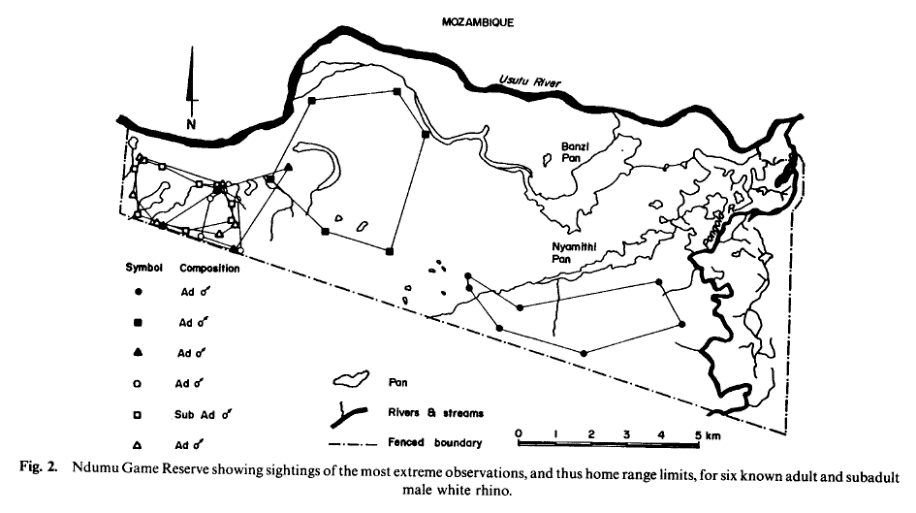 MOZAMBIQUE
Usutu River
N
Banzi
Pan
Pongola R.
Nyamithi
Pan
Symbol Composition
Ad ♂
Ad ♂
Ad ♂
Ad ♂
Sub Ad ♂
Ad ♂
Pan
Rivers & streams
Fenced boundary
0 1 2 3 4 5 km
Fig. 2. Ndumu Game Reserve showing sightings of the most extreme observations, and thus home range limits, for six known adult and subadult
male white rhino.